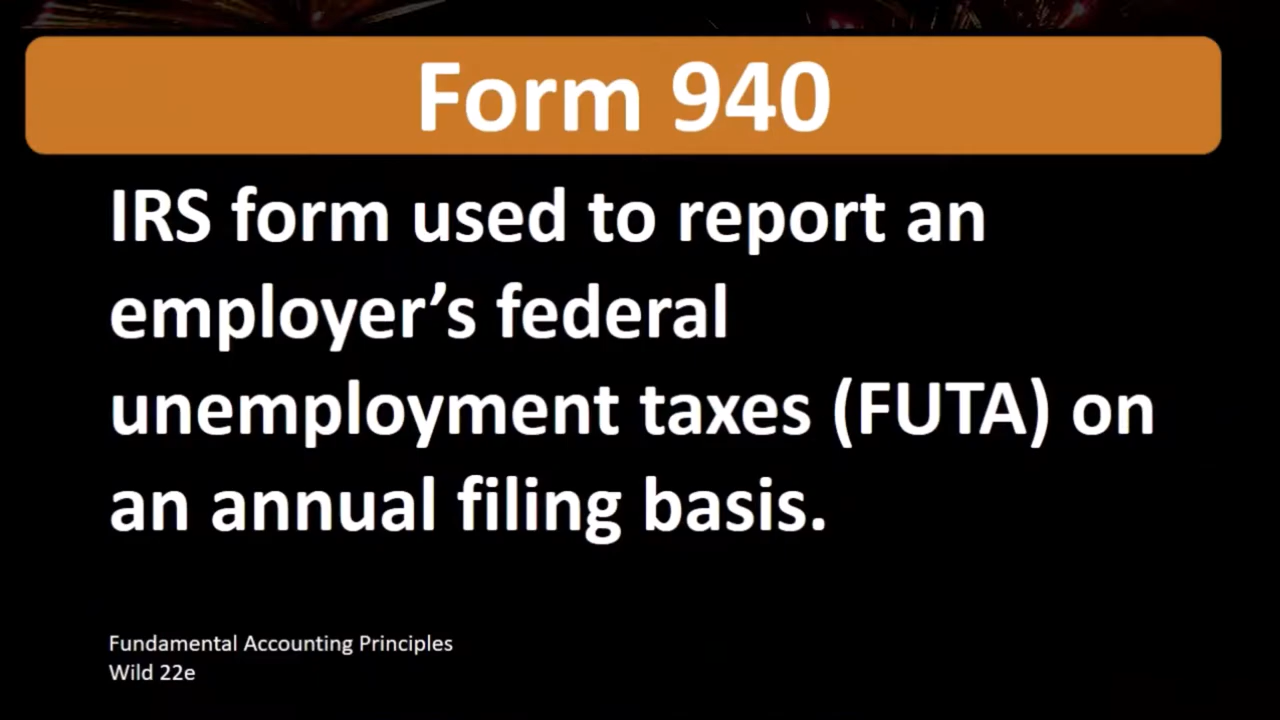 Form 940
IRS form used to report an
employer’s federal
unemployment taxes (FUTA) on
an annual filing basis.
Fundamental Accounting Principles
Wild 22e